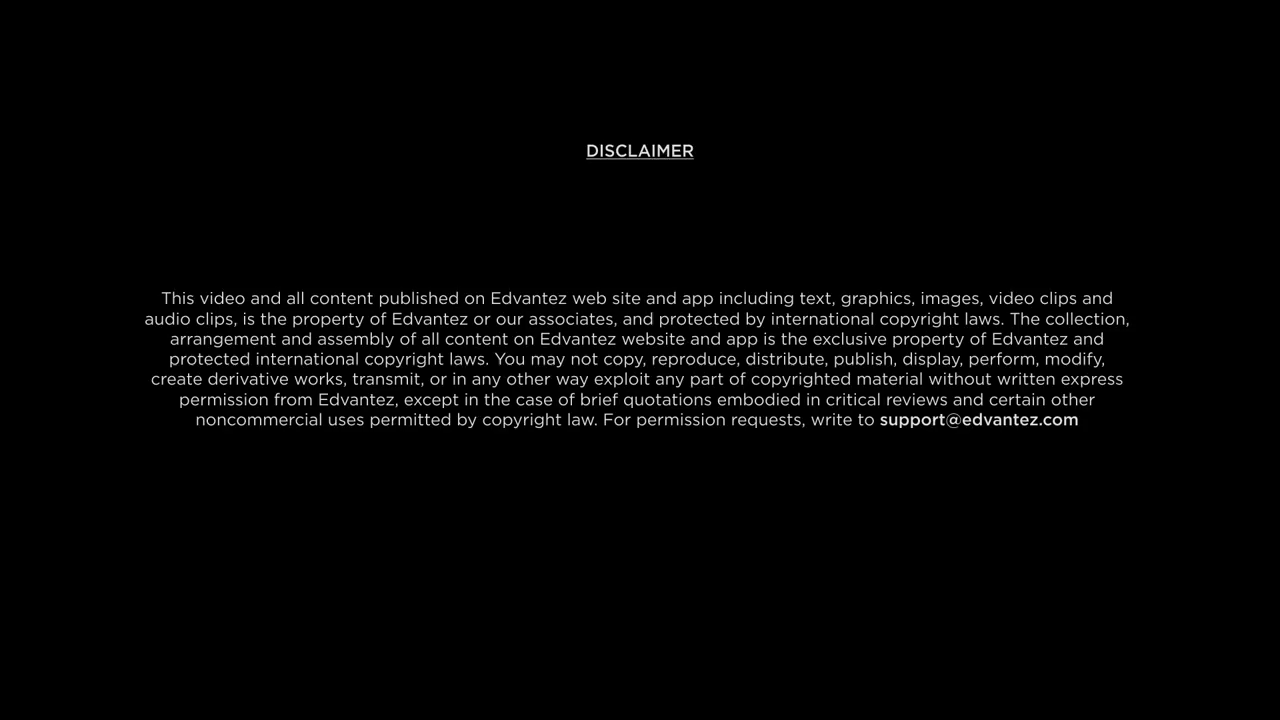 DISCLAIMER
This video and all content published on Edvantez web site and app including text, graphics, images, video clips and
audio clips, is the property of Edvantez or our associates, and protected by international copyright laws. The collection,
arrangement and assembly of all content on Edvantez website and app is the exclusive property of Edvantez and
protected international copyright laws. You may not copy, reproduce, distribute, publish, display, perform, modify,
create derivative works, transmit, or in any other way exploit any part of copyrighted material without written express
permission from Edvantez, except in the case of brief quotations embodied in critical reviews and certain other
noncommercial uses permitted by copyright law. For permission requests, write to support@edvantez.com